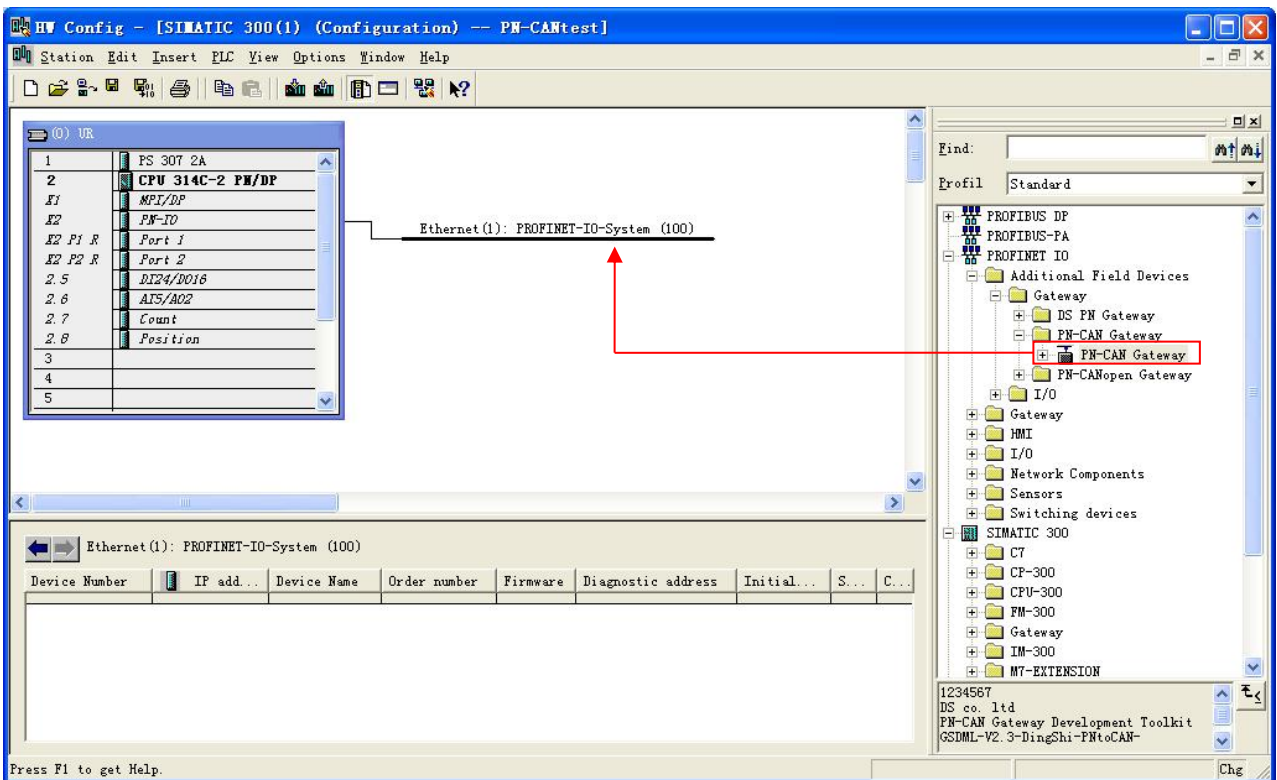 HW Config - [SIMATIC 300(1) (Configuration) -- PN-CANtest]
Station Edit Insert PLC View Options Window Help
(0) UR
1 PS 307 2A
2 CPU 314C-2 PN/DP
X1 MPI/DP
X2 PN-IO
X2 P1 R Port 1
X2 P2 R Port 2
2.5 DI24/DO16
2.6 AI5/AO2
2.7 Count
2.8 Position
3
4
5
Ethernet(1): PROFINET-IO-System (100)
Find:
Profil Standard
PROFIBUS DP
PROFIBUS-PA
PROFINET IO
Additional Field Devices
Gateway
DS PN Gateway
PN-CAN Gateway
PN-CAN Gateway
PN-CANopen Gateway
I/O
Gateway
HMI
I/O
Network Components
Sensors
Switching devices
SIMATIC 300
C7
CP-300
CPU-300
FM-300
Gateway
IM-300
M7-EXTENSION
1234567
DS co. ltd
PN-CAN Gateway Development Toolkit
GSDML-V2.3-DingShi-PNtoCAN-
Ethernet(1): PROFINET-IO-System (100)
Device Number IP add... Device Name Order number Firmware Diagnostic address Initial... S... C...
Press F1 to get Help.
Chg